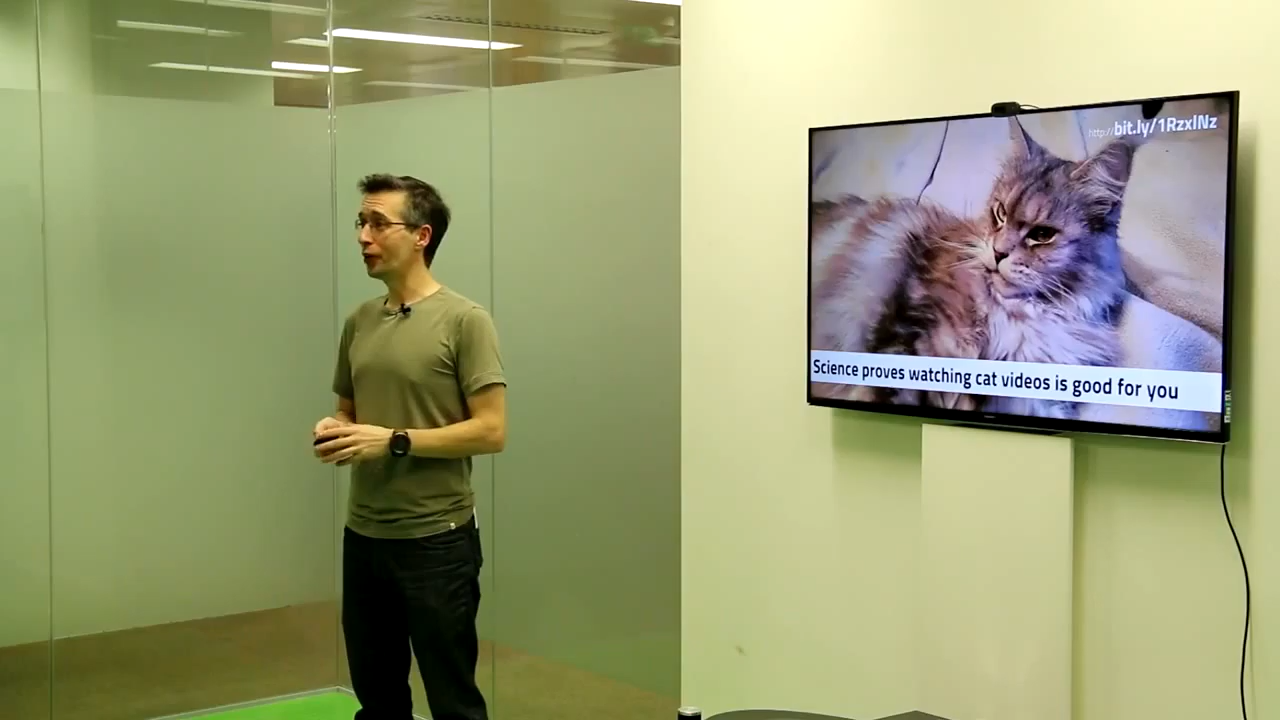 http://bit.ly/1RzxlNz
Science proves watching cat videos is good for you